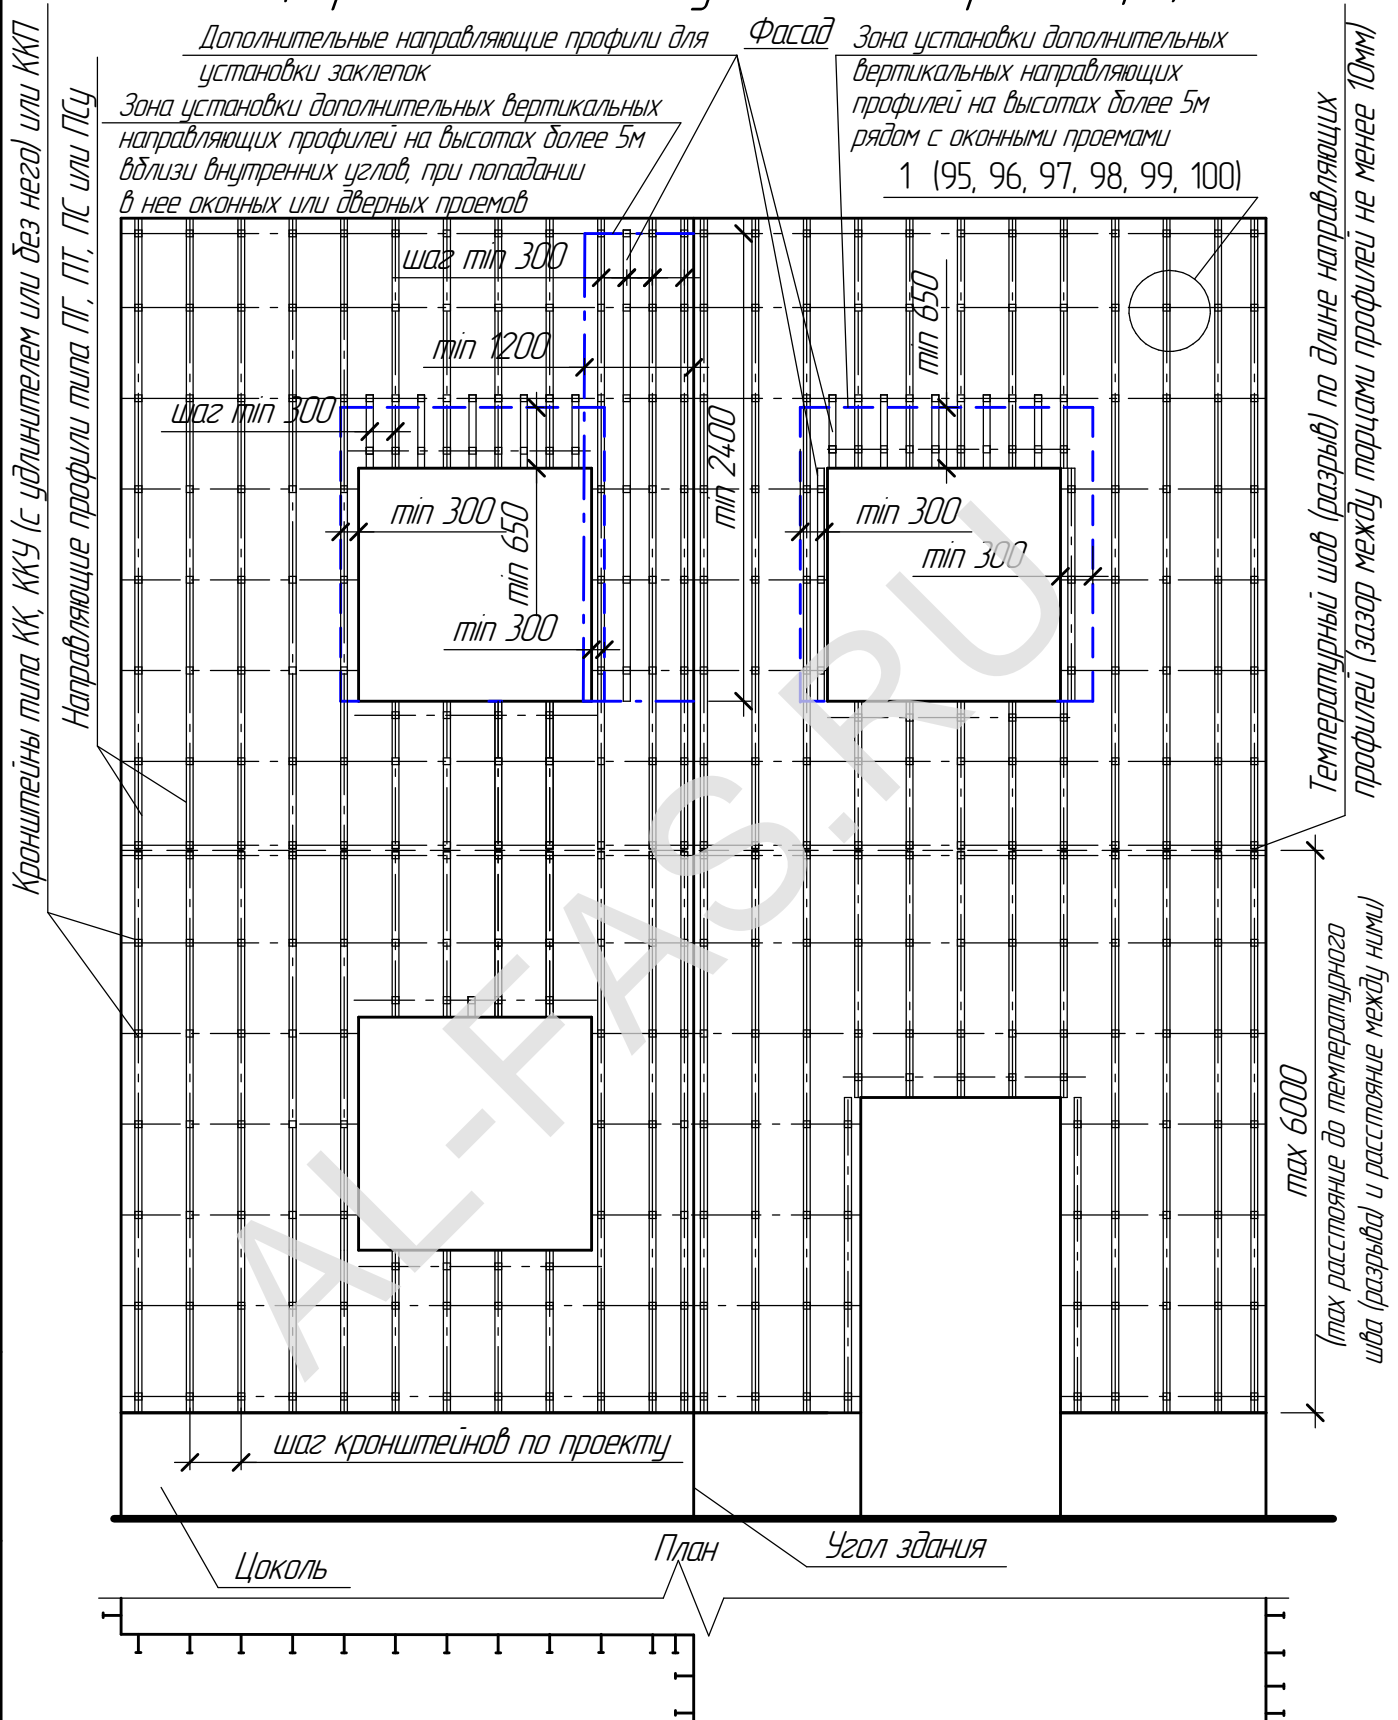 Дополнительные направляющие профили для
установки заклепок
Фасад
Зона установки дополнительных
вертикальных направляющих
профилей на высотах более 5м
рядом с оконными проемами
Зона установки дополнительных вертикальных
направляющих профилей на высотах более 5м
вблизи внутренних углов, при попадании
в нее оконных или дверных проемов
1 (95, 96, 97, 98, 99, 100)
Кронштейны типа КК, ККУ (с удлинителем или без него) или ККП
Направляющие профили типа ПГ, ПТ, ПС или ПСу
Температурный шов (разрыв) по длине направляющих
профилей (зазор между торцами профилей не менее 10мм)
шаг min 300
min 650
min 1200
шаг min 300
min 2400
min 300
min 650
min 300
min 300
min 300
AL-FAS.RU
max 6000
(max расстояние до температурного
шва (разрыва) и расстояние между ними)
шаг кронштейнов по проекту
Цоколь
План
Угол здания